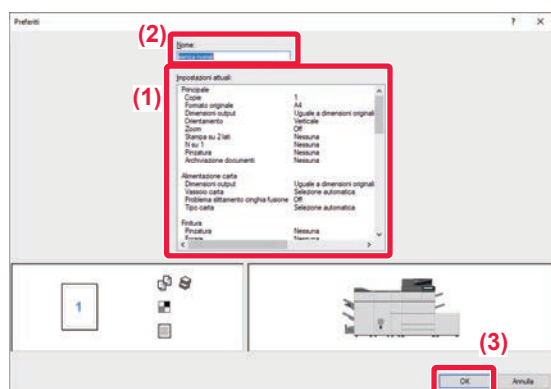 Preferiti ? X
(2)
Nome:
(1)
Impostazioni attuali:
Principale
Copie 1
Formato originale A4
Dimensioni output Uguale a dimensioni originali
Orientamento Verticale
Zoom Off
Stampa su 2 lati Nessuna
N su 1 Nessuna
Pinzatura Nessuna
Archiviazione documenti Nessuna
Alimentazione carta
Dimensioni output Uguale a dimensioni originali
Vassoio carta Selezione automatica
Problema slittamento cinghia fusione Off
Tipo carta Selezione automatica
Finitura
Pinzatura Nessuna
Forare Nessuna
1
(3)
OK Annulla